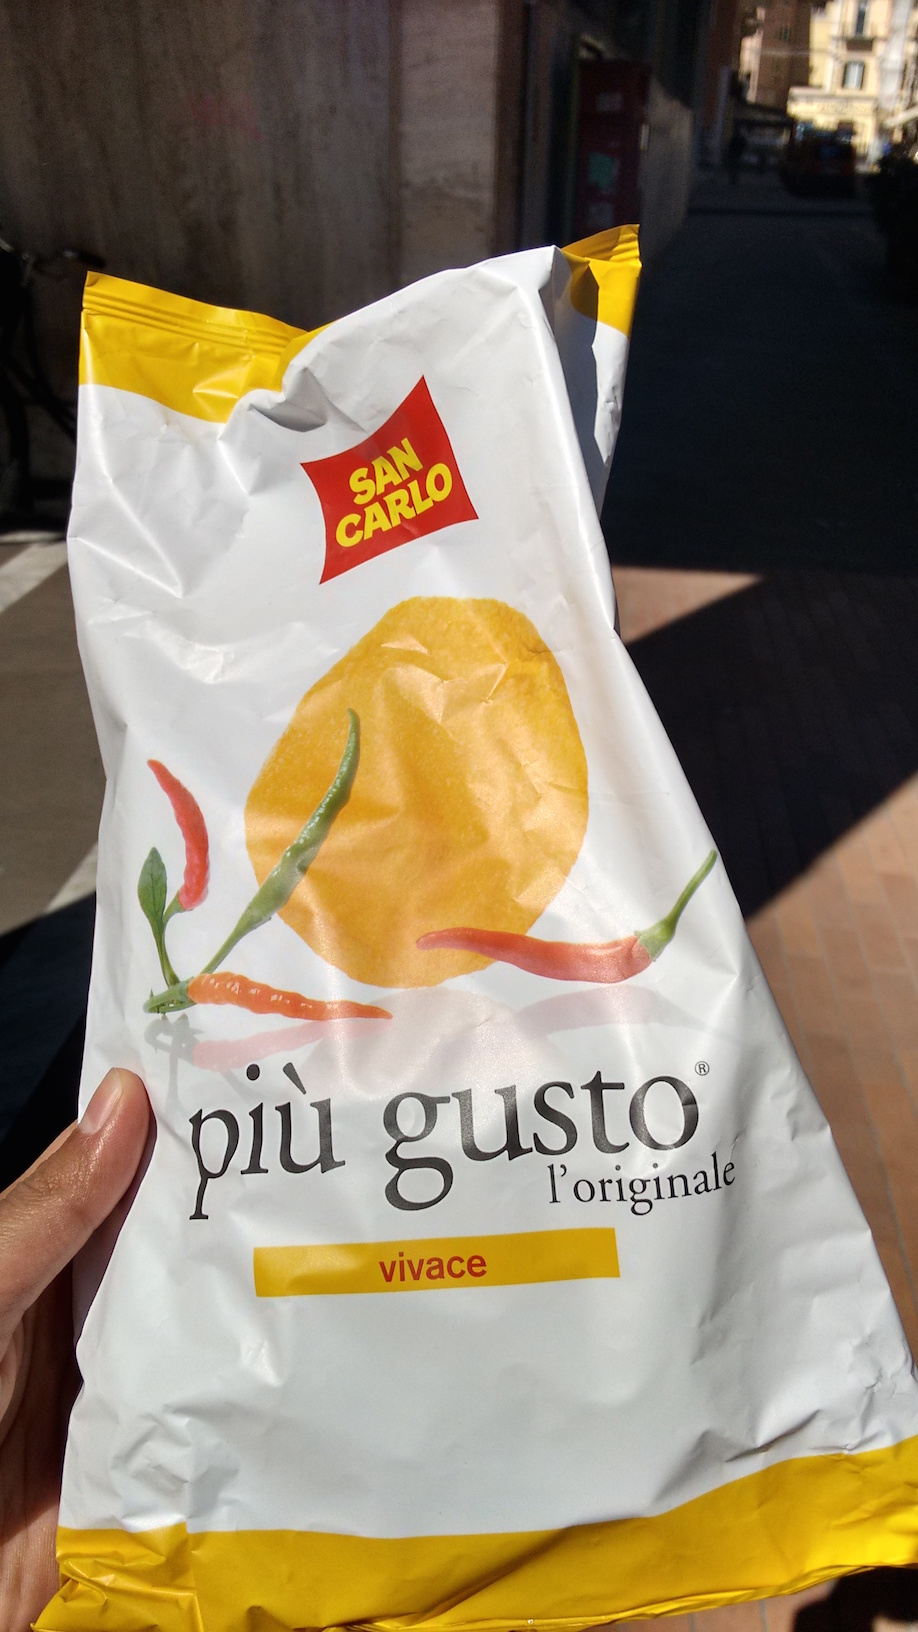 SAN
CARLO
più gusto®
l'originale
vivace